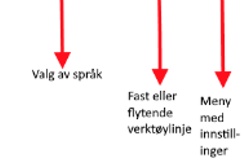 Valg av språk
Fast eller
flytende
verktøylinje
Meny
med
innstill-
inger